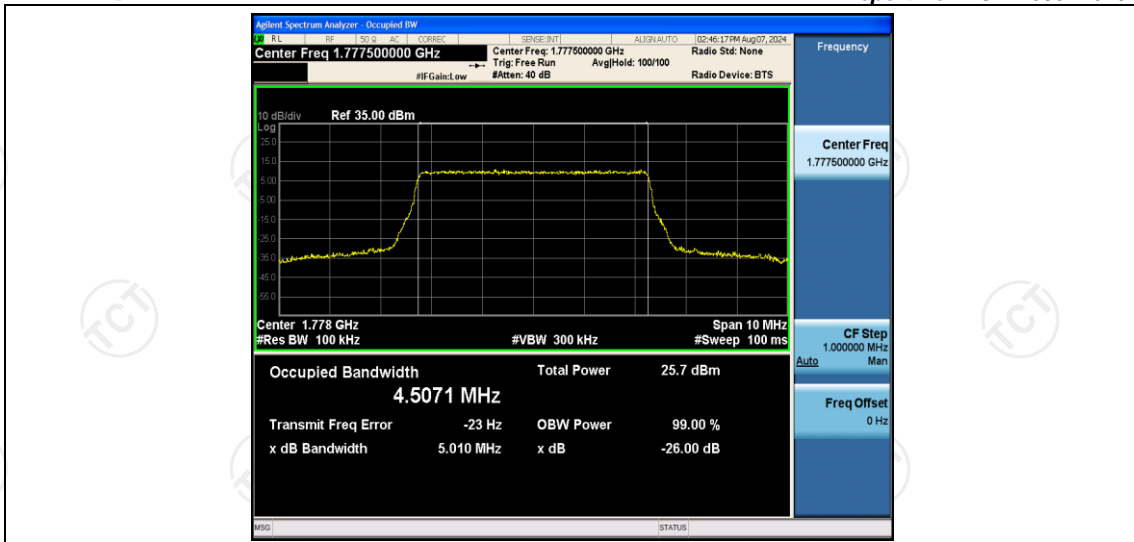 Agilent Spectrum Analyzer - Occupied BW
RL RF 50 Ω AC CORREC SENSE:INT ALIGN AUTO 02:46:17 PM Aug 07, 2024
Center Freq 1.777500000 GHz
Center Freq: 1.777500000 GHz Radio Std: None
Trig: Free Run Avg|Hold: 100/100
#IFGain:Low #Atten: 40 dB Radio Device: BTS
Frequency
10 dB/div Ref 35.00 dBm
Log
25.0
15.0
5.00
-5.00
-15.0
-25.0
-35.0
-45.0
-55.0
Center 1.778 GHz Span 10 MHz
#Res BW 100 kHz #VBW 300 kHz #Sweep 100 ms
Center Freq
1.777500000 GHz
CF Step
1.000000 MHz
Auto Man
Freq Offset
0 Hz
Occupied Bandwidth Total Power 25.7 dBm
4.5071 MHz
Transmit Freq Error -23 Hz OBW Power 99.00 %
x dB Bandwidth 5.010 MHz x dB -26.00 dB
MSG STATUS
TCT
TCT